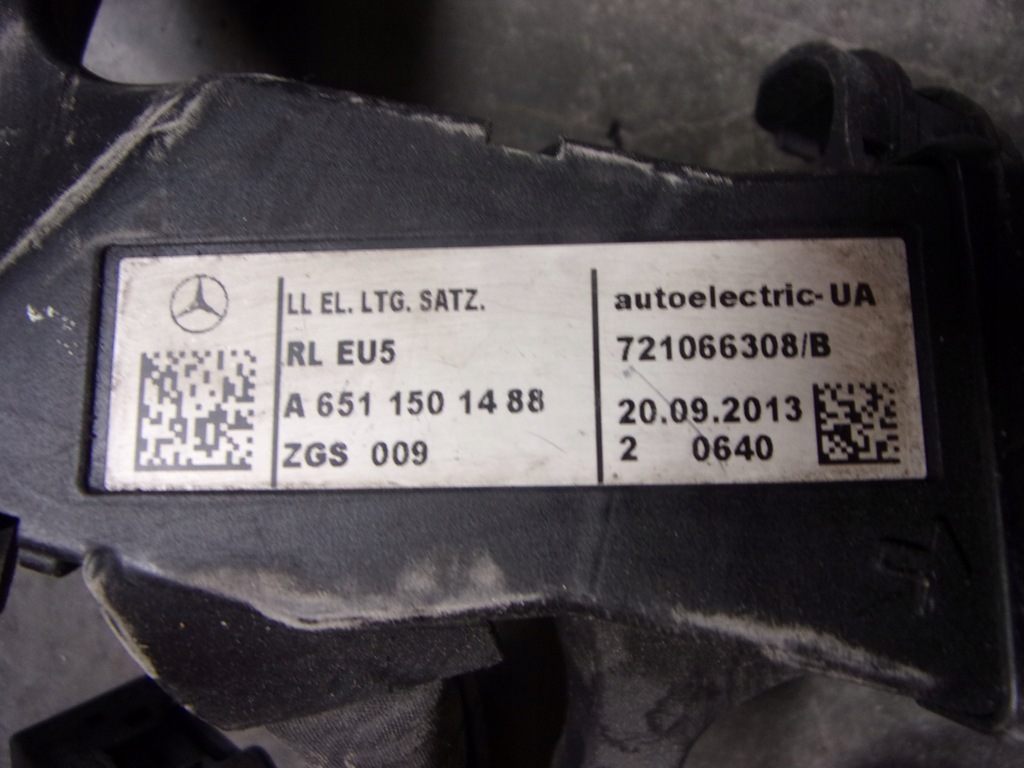 LL EL. LTG. SATZ.
RL EU5
A 651 150 14 88
ZGS 009
autoelectric-UA
721066308/B
20.09.2013
2 0640